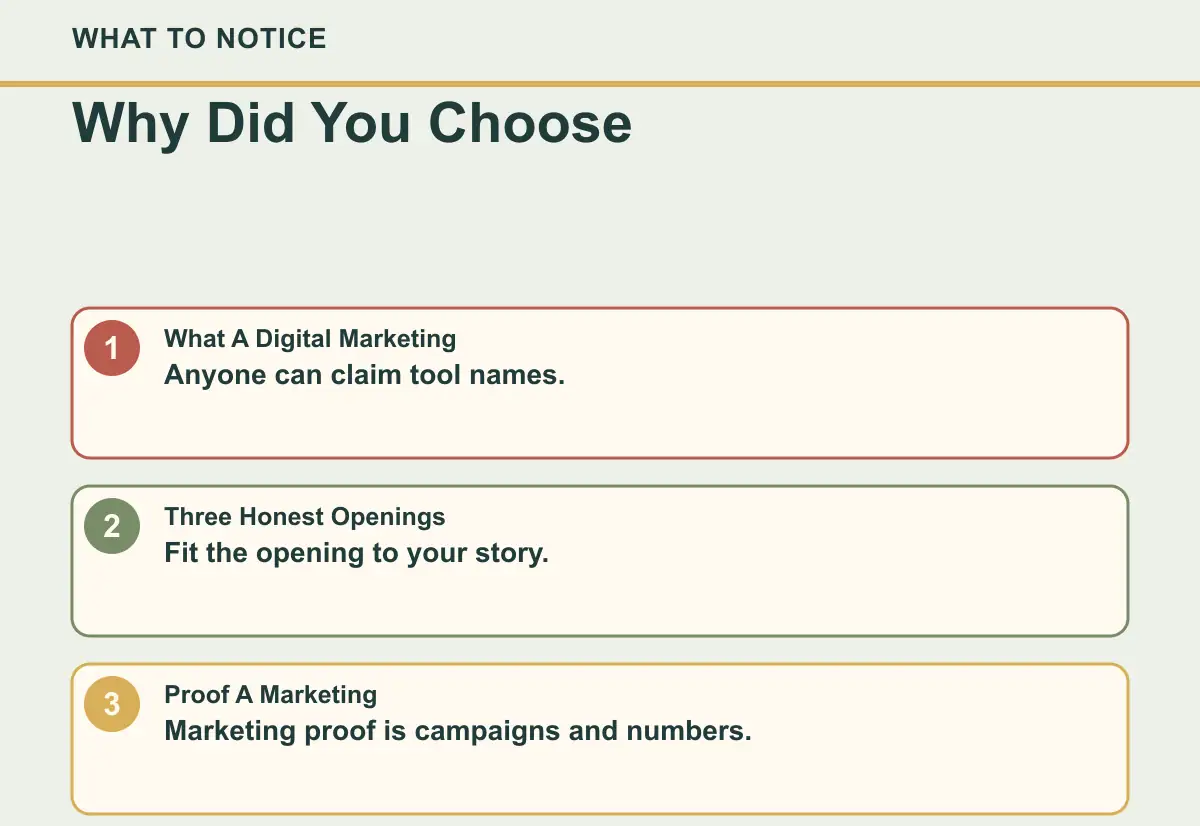 WHAT TO NOTICE
Why Did You Choose
1
What A Digital Marketing
Anyone can claim tool names.
2
Three Honest Openings
Fit the opening to your story.
3
Proof A Marketing
Marketing proof is campaigns and numbers.